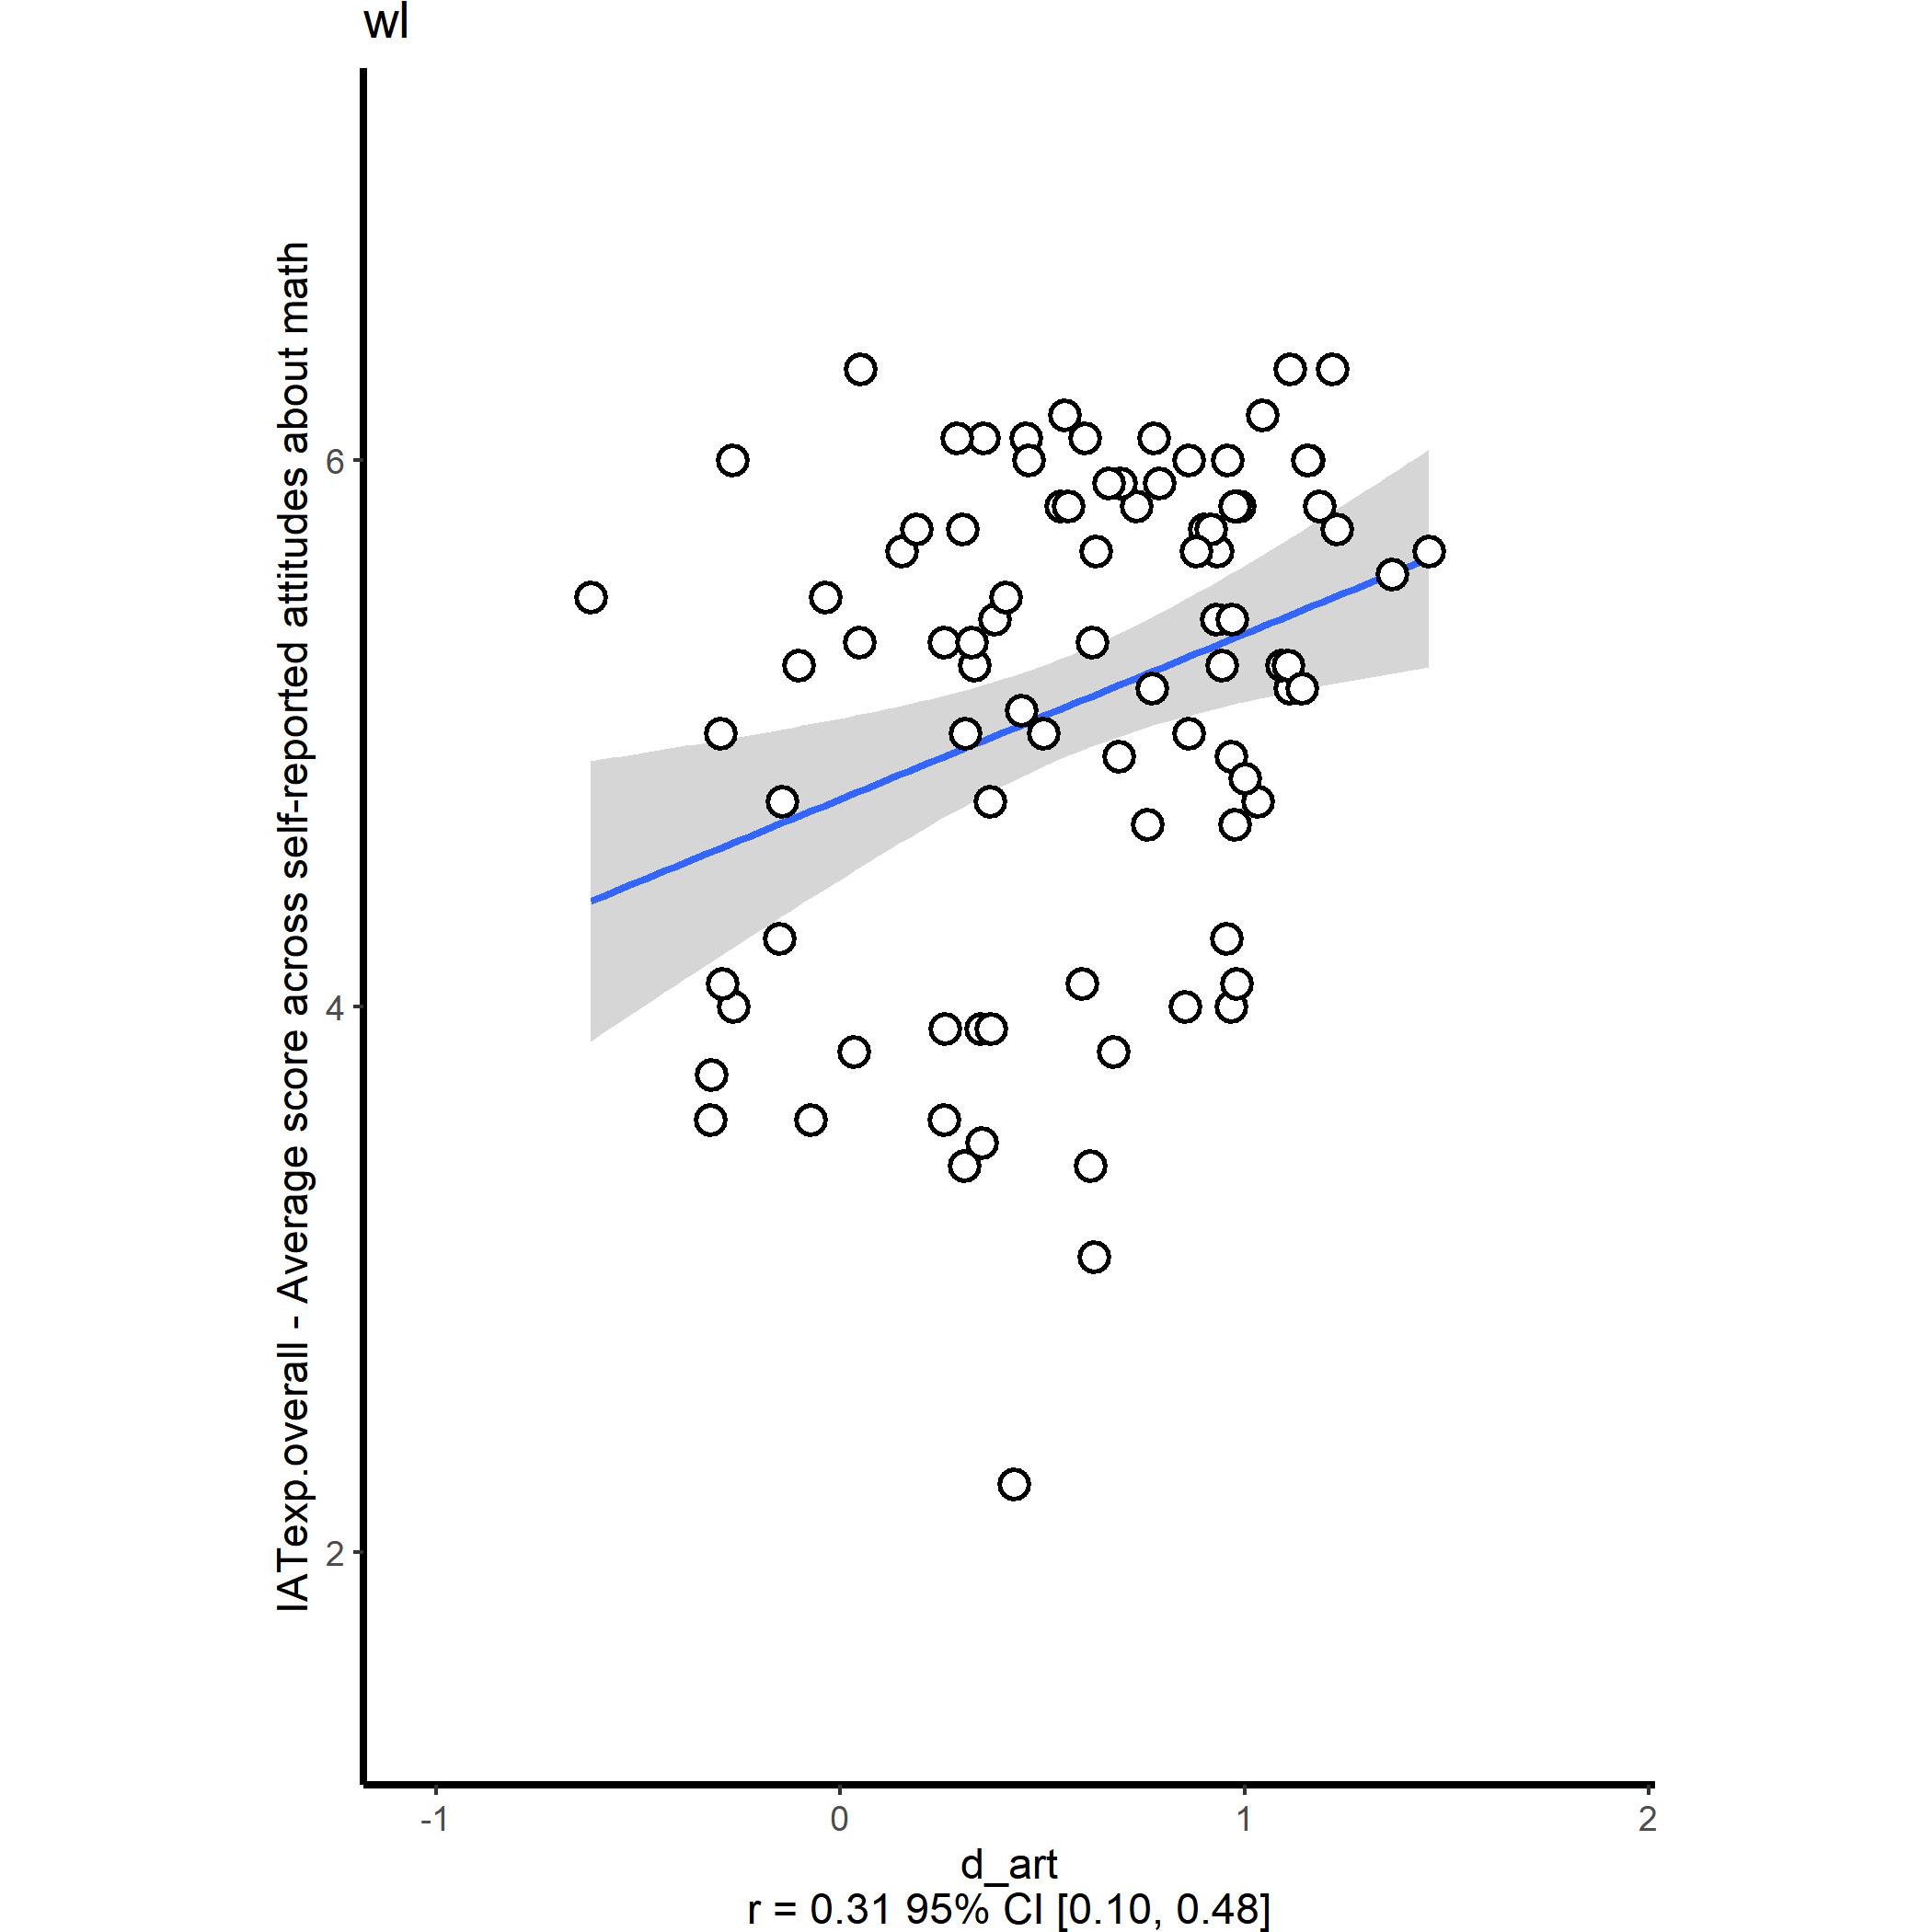 wl
IATexp.overall - Average score across self-reported attitudes about math
6
4
2
-1 0 1 2
d_art
r = 0.31 95% CI [0.10, 0.48]